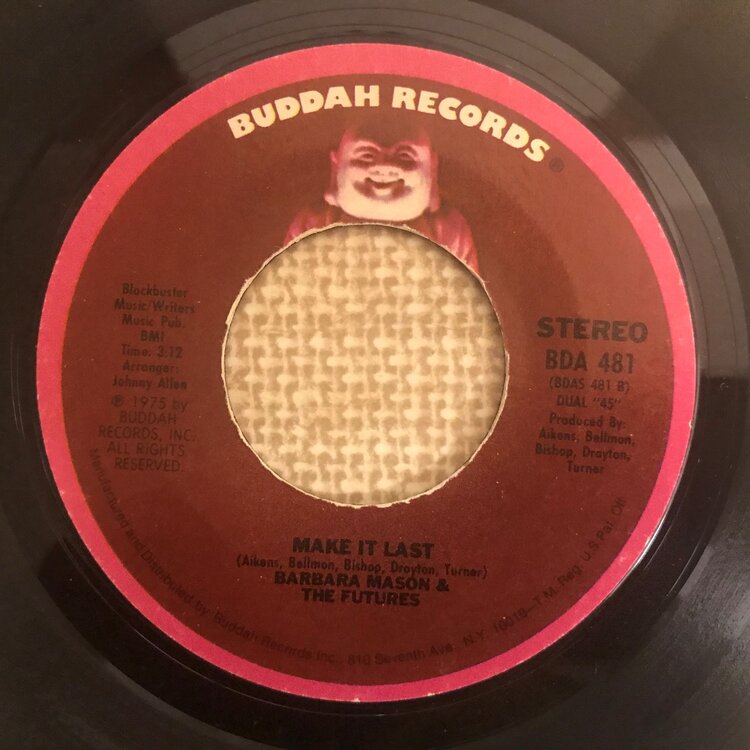 BUDDAH RECORDS®
Blockbuster
Music/Writers
Music Pub.
BMI
Time: 3:12
Arranger:
Johnny Allen
℗ 1975 by
BUDDAH
RECORDS, INC.
ALL RIGHTS
RESERVED.
STEREO
BDA 481
(BDAS 481 B)
DUAL "45"
Produced By:
Aikens, Bellmon,
Bishop, Drayton,
Turner
MAKE IT LAST
(Aikens, Bellmon, Bishop, Drayton, Turner)
BARBARA MASON &
THE FUTURES
Manufactured and Distributed by: Buddah Records Inc., 810 Seventh Ave., N.Y. 10019—T.M. Reg. U.S. Pat. Off.